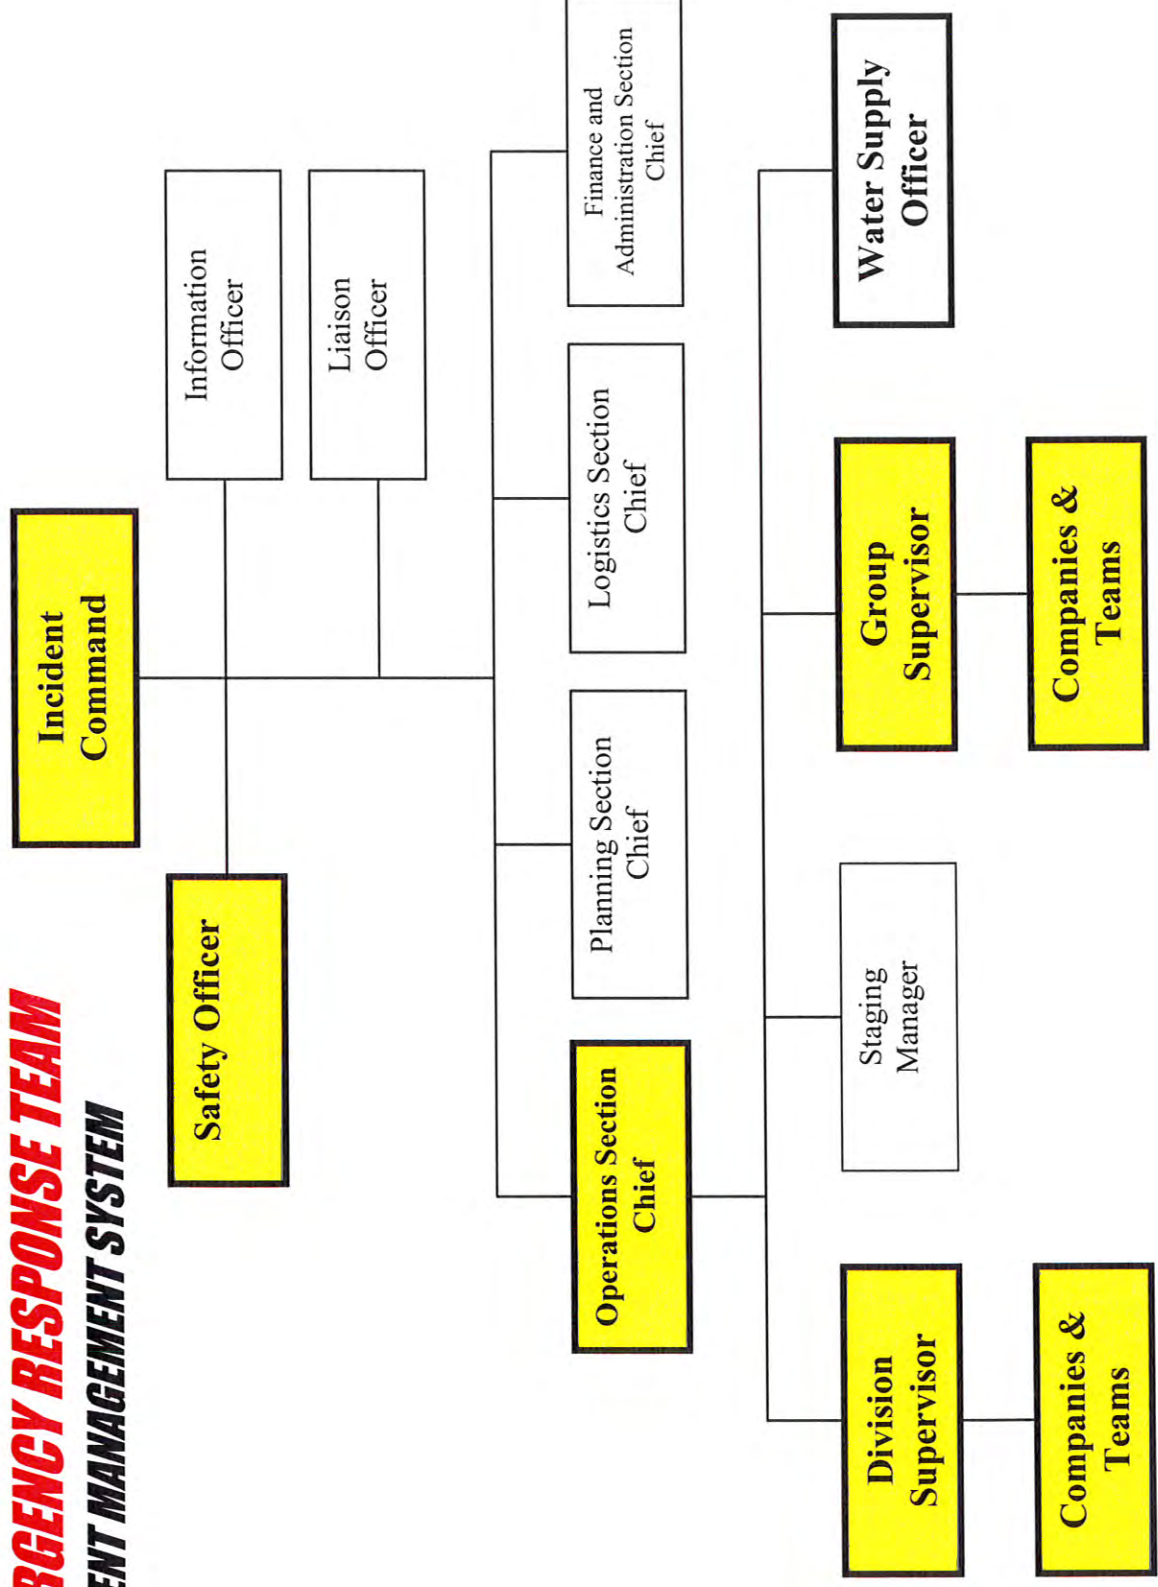 RGENCY RESPONSE TEAM
ENT MANAGEMENT SYSTEM
Incident
Command
Safety Officer
Information
Officer
Liaison
Officer
Operations Section
Chief
Planning Section
Chief
Logistics Section
Chief
Finance and
Administration Section
Chief
Division
Supervisor
Staging
Manager
Group
Supervisor
Water Supply
Officer
Companies &
Teams
Companies &
Teams